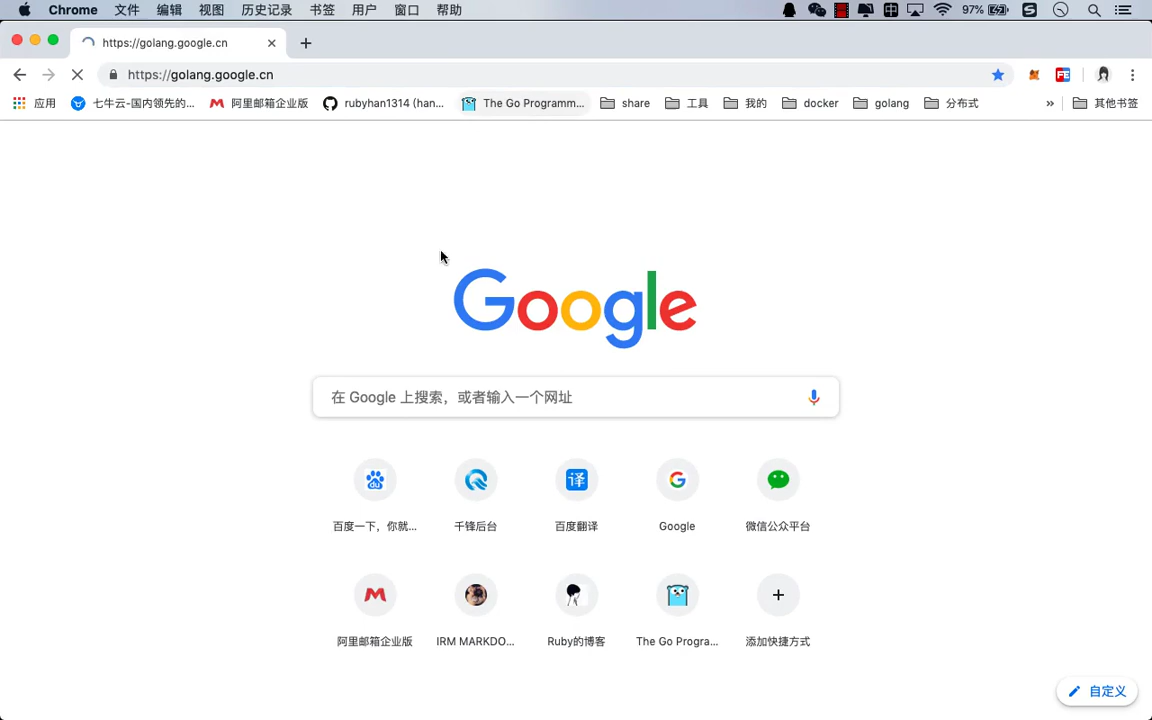 Chrome 文件 编辑 视图 历史记录 书签 用户 窗口 帮助 97%
https://golang.google.cn
https://golang.google.cn
应用 七牛云-国内领先的... 阿里邮箱企业版 rubyhan1314 (han... The Go Programm... share 工具 我的 docker golang 分布式 » 其他书签
Google
在 Google 上搜索，或者输入一个网址
百度一下，你就... 千锋后台 百度翻译 Google 微信公众平台
阿里邮箱企业版 IRM MARKDO... Ruby的博客 The Go Progra... 添加快捷方式
自定义